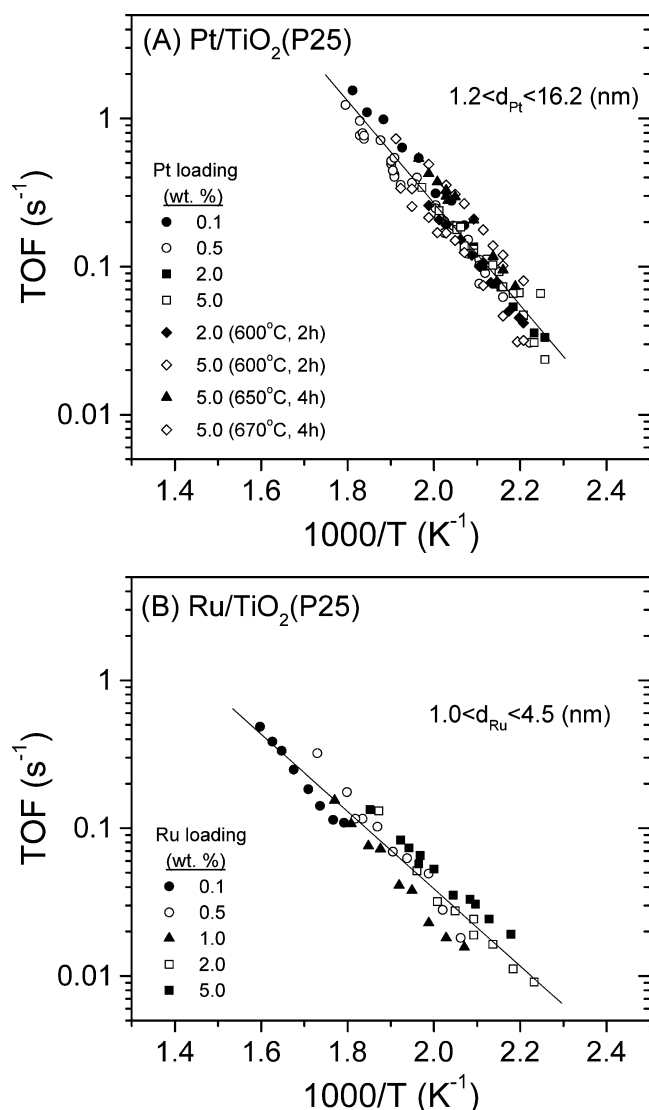 (A) Pt/TiO₂(P25)
1.2<d_Pt<16.2 (nm)
Pt loading
(wt. %)
0.1
0.5
2.0
5.0
2.0 (600°C, 2h)
5.0 (600°C, 2h)
5.0 (650°C, 4h)
5.0 (670°C, 4h)
TOF (s⁻¹)
1
0.1
0.01
1.4 1.6 1.8 2.0 2.2 2.4
1000/T (K⁻¹)
(B) Ru/TiO₂(P25)
1.0<d_Ru<4.5 (nm)
Ru loading
(wt. %)
0.1
0.5
1.0
2.0
5.0
TOF (s⁻¹)
1
0.1
0.01
1.4 1.6 1.8 2.0 2.2 2.4
1000/T (K⁻¹)